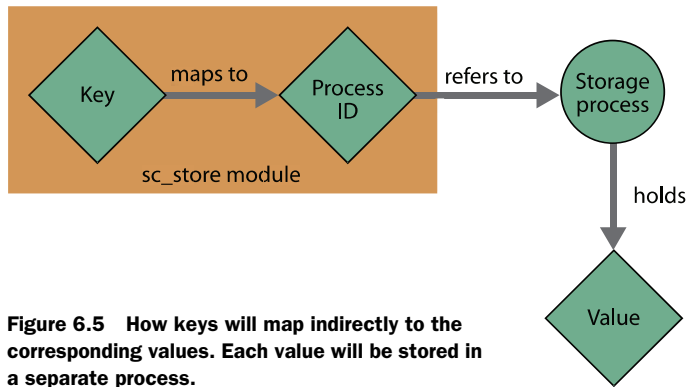 Key
maps to
Process
ID
refers to
Storage
process
sc_store module
holds
Value
Figure 6.5 How keys will map indirectly to the
corresponding values. Each value will be stored in
a separate process.